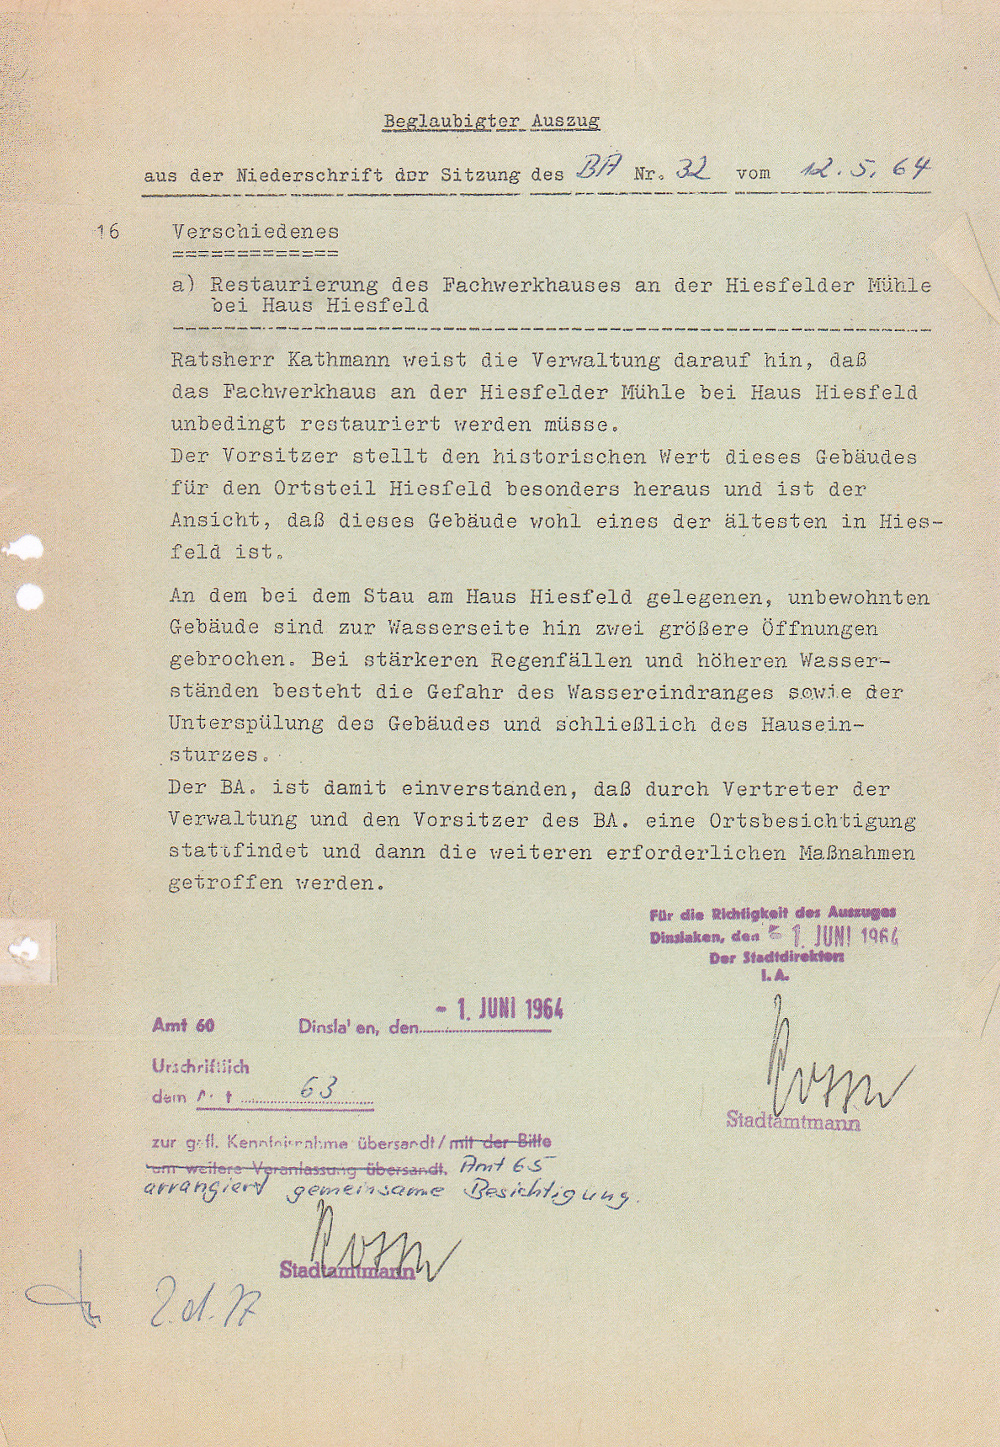 Beglaubigter Auszug
aus der Niederschrift der Sitzung des BA Nr. 32 vom 12.5.64
16 Verschiedenes
=============
a) Restaurierung des Fachwerkhauses an der Hiesfelder Mühle
bei Haus Hiesfeld
Ratsherr Kathmann weist die Verwaltung darauf hin, daß
das Fachwerkhaus an der Hiesfelder Mühle bei Haus Hiesfeld
unbedingt restauriert werden müsse.
Der Vorsitzer stellt den historischen Wert dieses Gebäudes
für den Ortsteil Hiesfeld besonders heraus und ist der
Ansicht, daß dieses Gebäude wohl eines der ältesten in Hies-
feld ist.
An dem bei dem Stau am Haus Hiesfeld gelegenen, unbewohnten
Gebäude sind zur Wasserseite hin zwei größere Öffnungen
gebrochen. Bei stärkeren Regenfällen und höheren Wasser-
ständen besteht die Gefahr des Wassereindranges sowie der
Unterspülung des Gebäudes und schließlich des Hausein-
sturzes.
Der BA. ist damit einverstanden, daß durch Vertreter der
Verwaltung und den Vorsitzer des BA. eine Ortsbesichtigung
stattfindet und dann die weiteren erforderlichen Maßnahmen
getroffen werden.
Für die Richtigkeit des Auszuges
Dinslaken, den - 1. JUNI 1964
Der Stadtdirektor:
I. A.
Stadtamtmann
Amt 60 Dinslaken, den - 1. JUNI 1964
Urschriftlich
dem Amt 63
zur gefl. Kenntnisnahme übersandt/mit der Bitte
um weitere Veranlassung übersandt. Amt 65
arrangiert gemeinsame Besichtigung.
Stadtamtmann